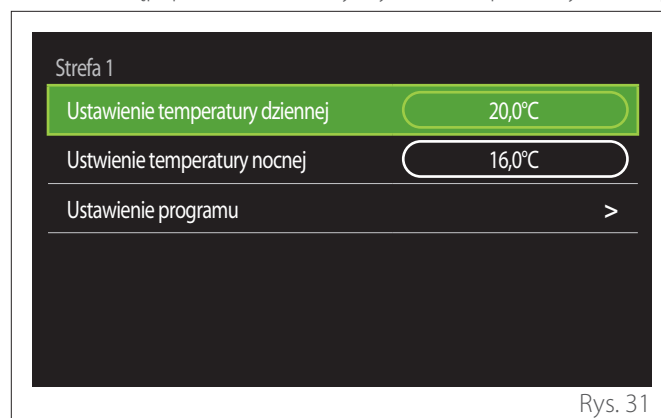 Strefa 1
Ustawienie temperatury dziennej 20,0°C
Ustwienie temperatury nocnej 16,0°C
Ustawienie programu >
Rys. 31